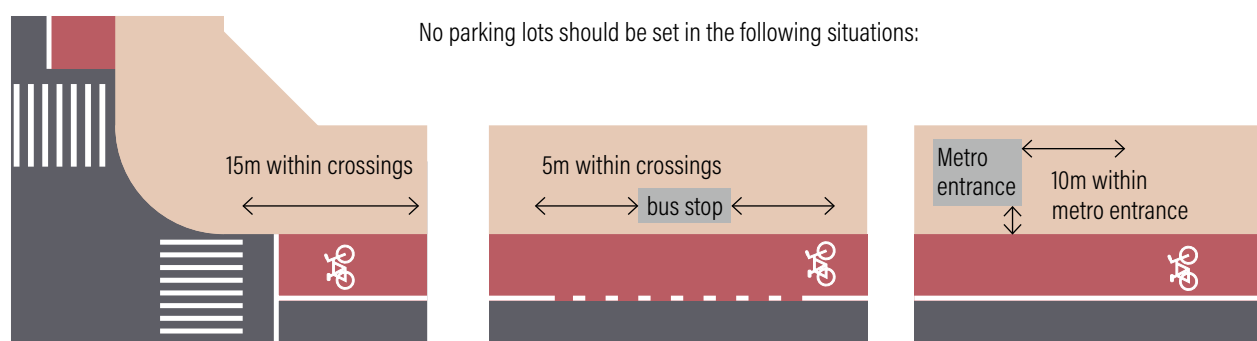 No parking lots should be set in the following situations:
15m within crossings
5m within crossings
bus stop
Metro
entrance
10m within
metro entrance